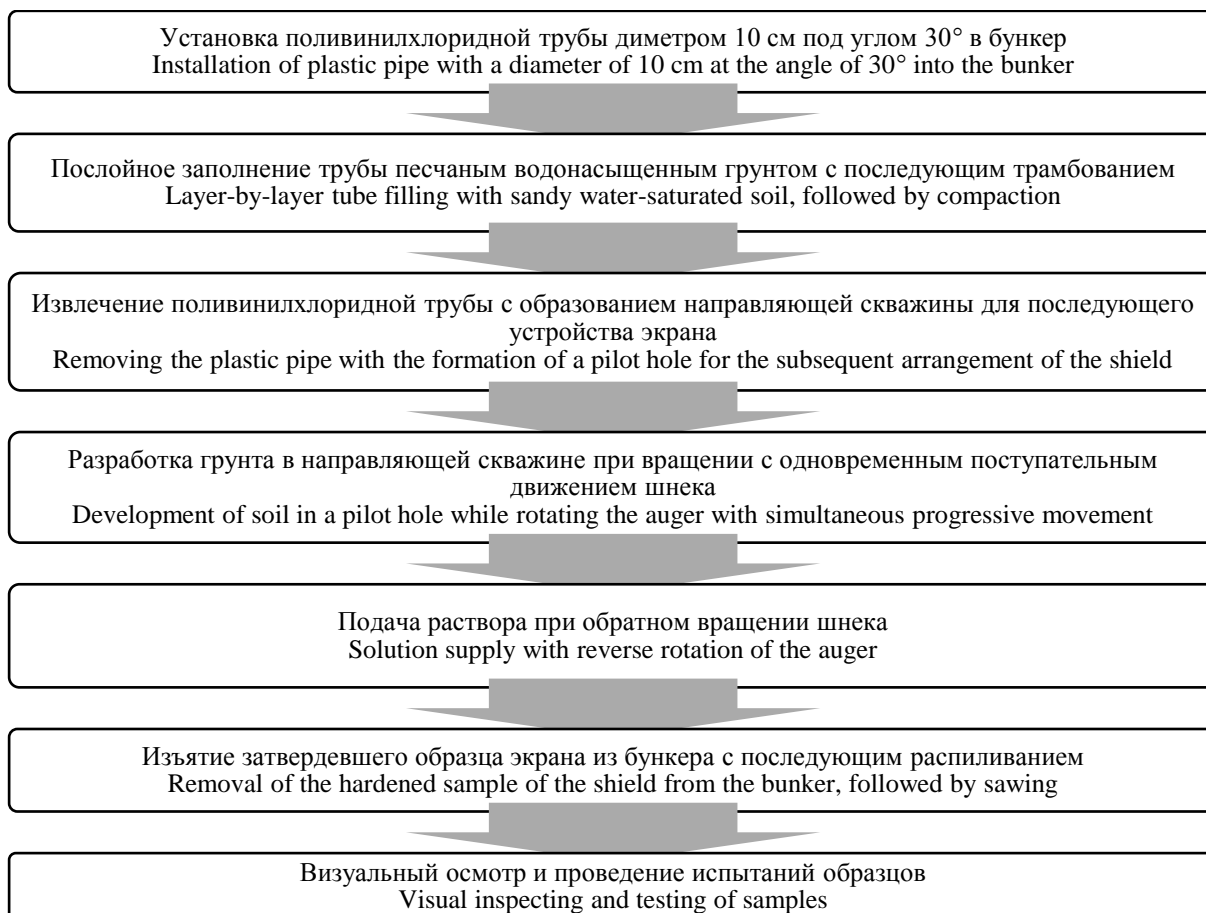 Установка поливинилхлоридной трубы диметром 10 см под углом 30° в бункер
Installation of plastic pipe with a diameter of 10 cm at the angle of 30° into the bunker
Послойное заполнение трубы песчаным водонасыщенным грунтом с последующим трамбованием
Layer-by-layer tube filling with sandy water-saturated soil, followed by compaction
Извлечение поливинилхлоридной трубы с образованием направляющей скважины для последующего
устройства экрана
Removing the plastic pipe with the formation of a pilot hole for the subsequent arrangement of the shield
Разработка грунта в направляющей скважине при вращении с одновременным поступательным
движением шнека
Development of soil in a pilot hole while rotating the auger with simultaneous progressive movement
Подача раствора при обратном вращении шнека
Solution supply with reverse rotation of the auger
Изъятие затвердевшего образца экрана из бункера с последующим распиливанием
Removal of the hardened sample of the shield from the bunker, followed by sawing
Визуальный осмотр и проведение испытаний образцов
Visual inspecting and testing of samples